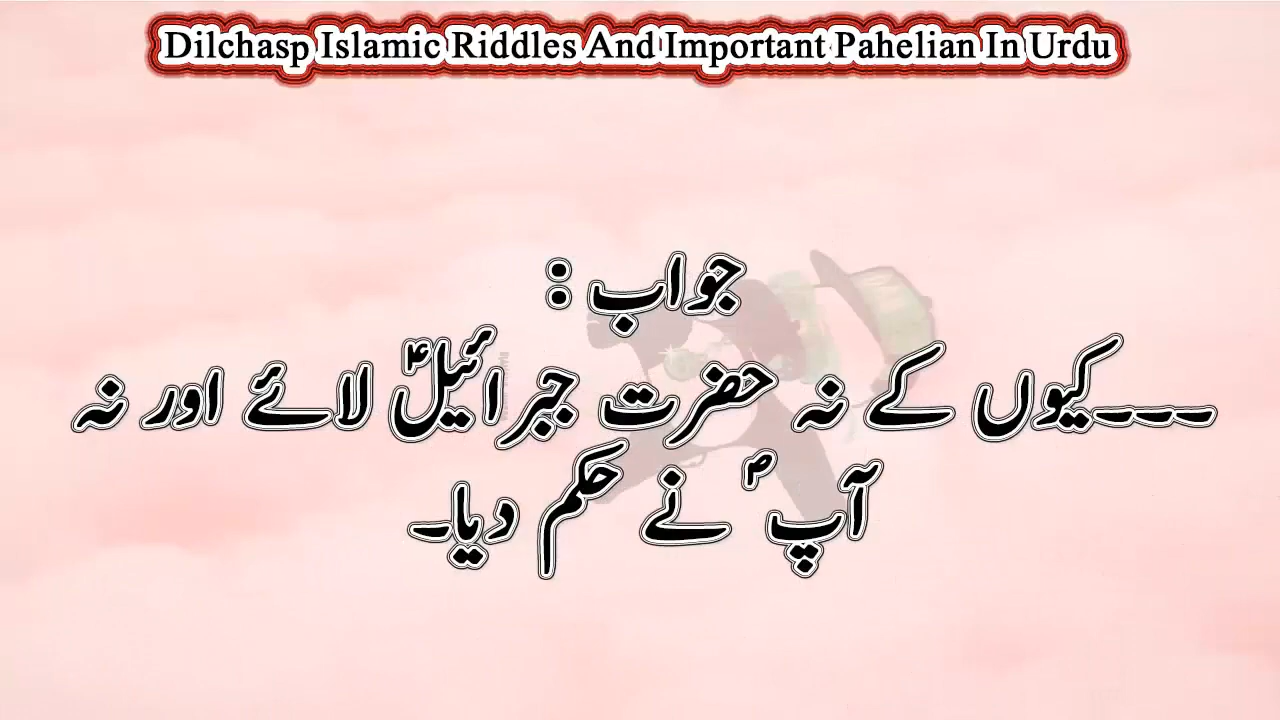 Dilchasp Islamic Riddles And Important Pahelian In Urdu
جواب :
۔۔۔کیوں کے نہ حضرت جبرائیلؑ لائے اور نہ
آپؐ نے حکم دیا۔